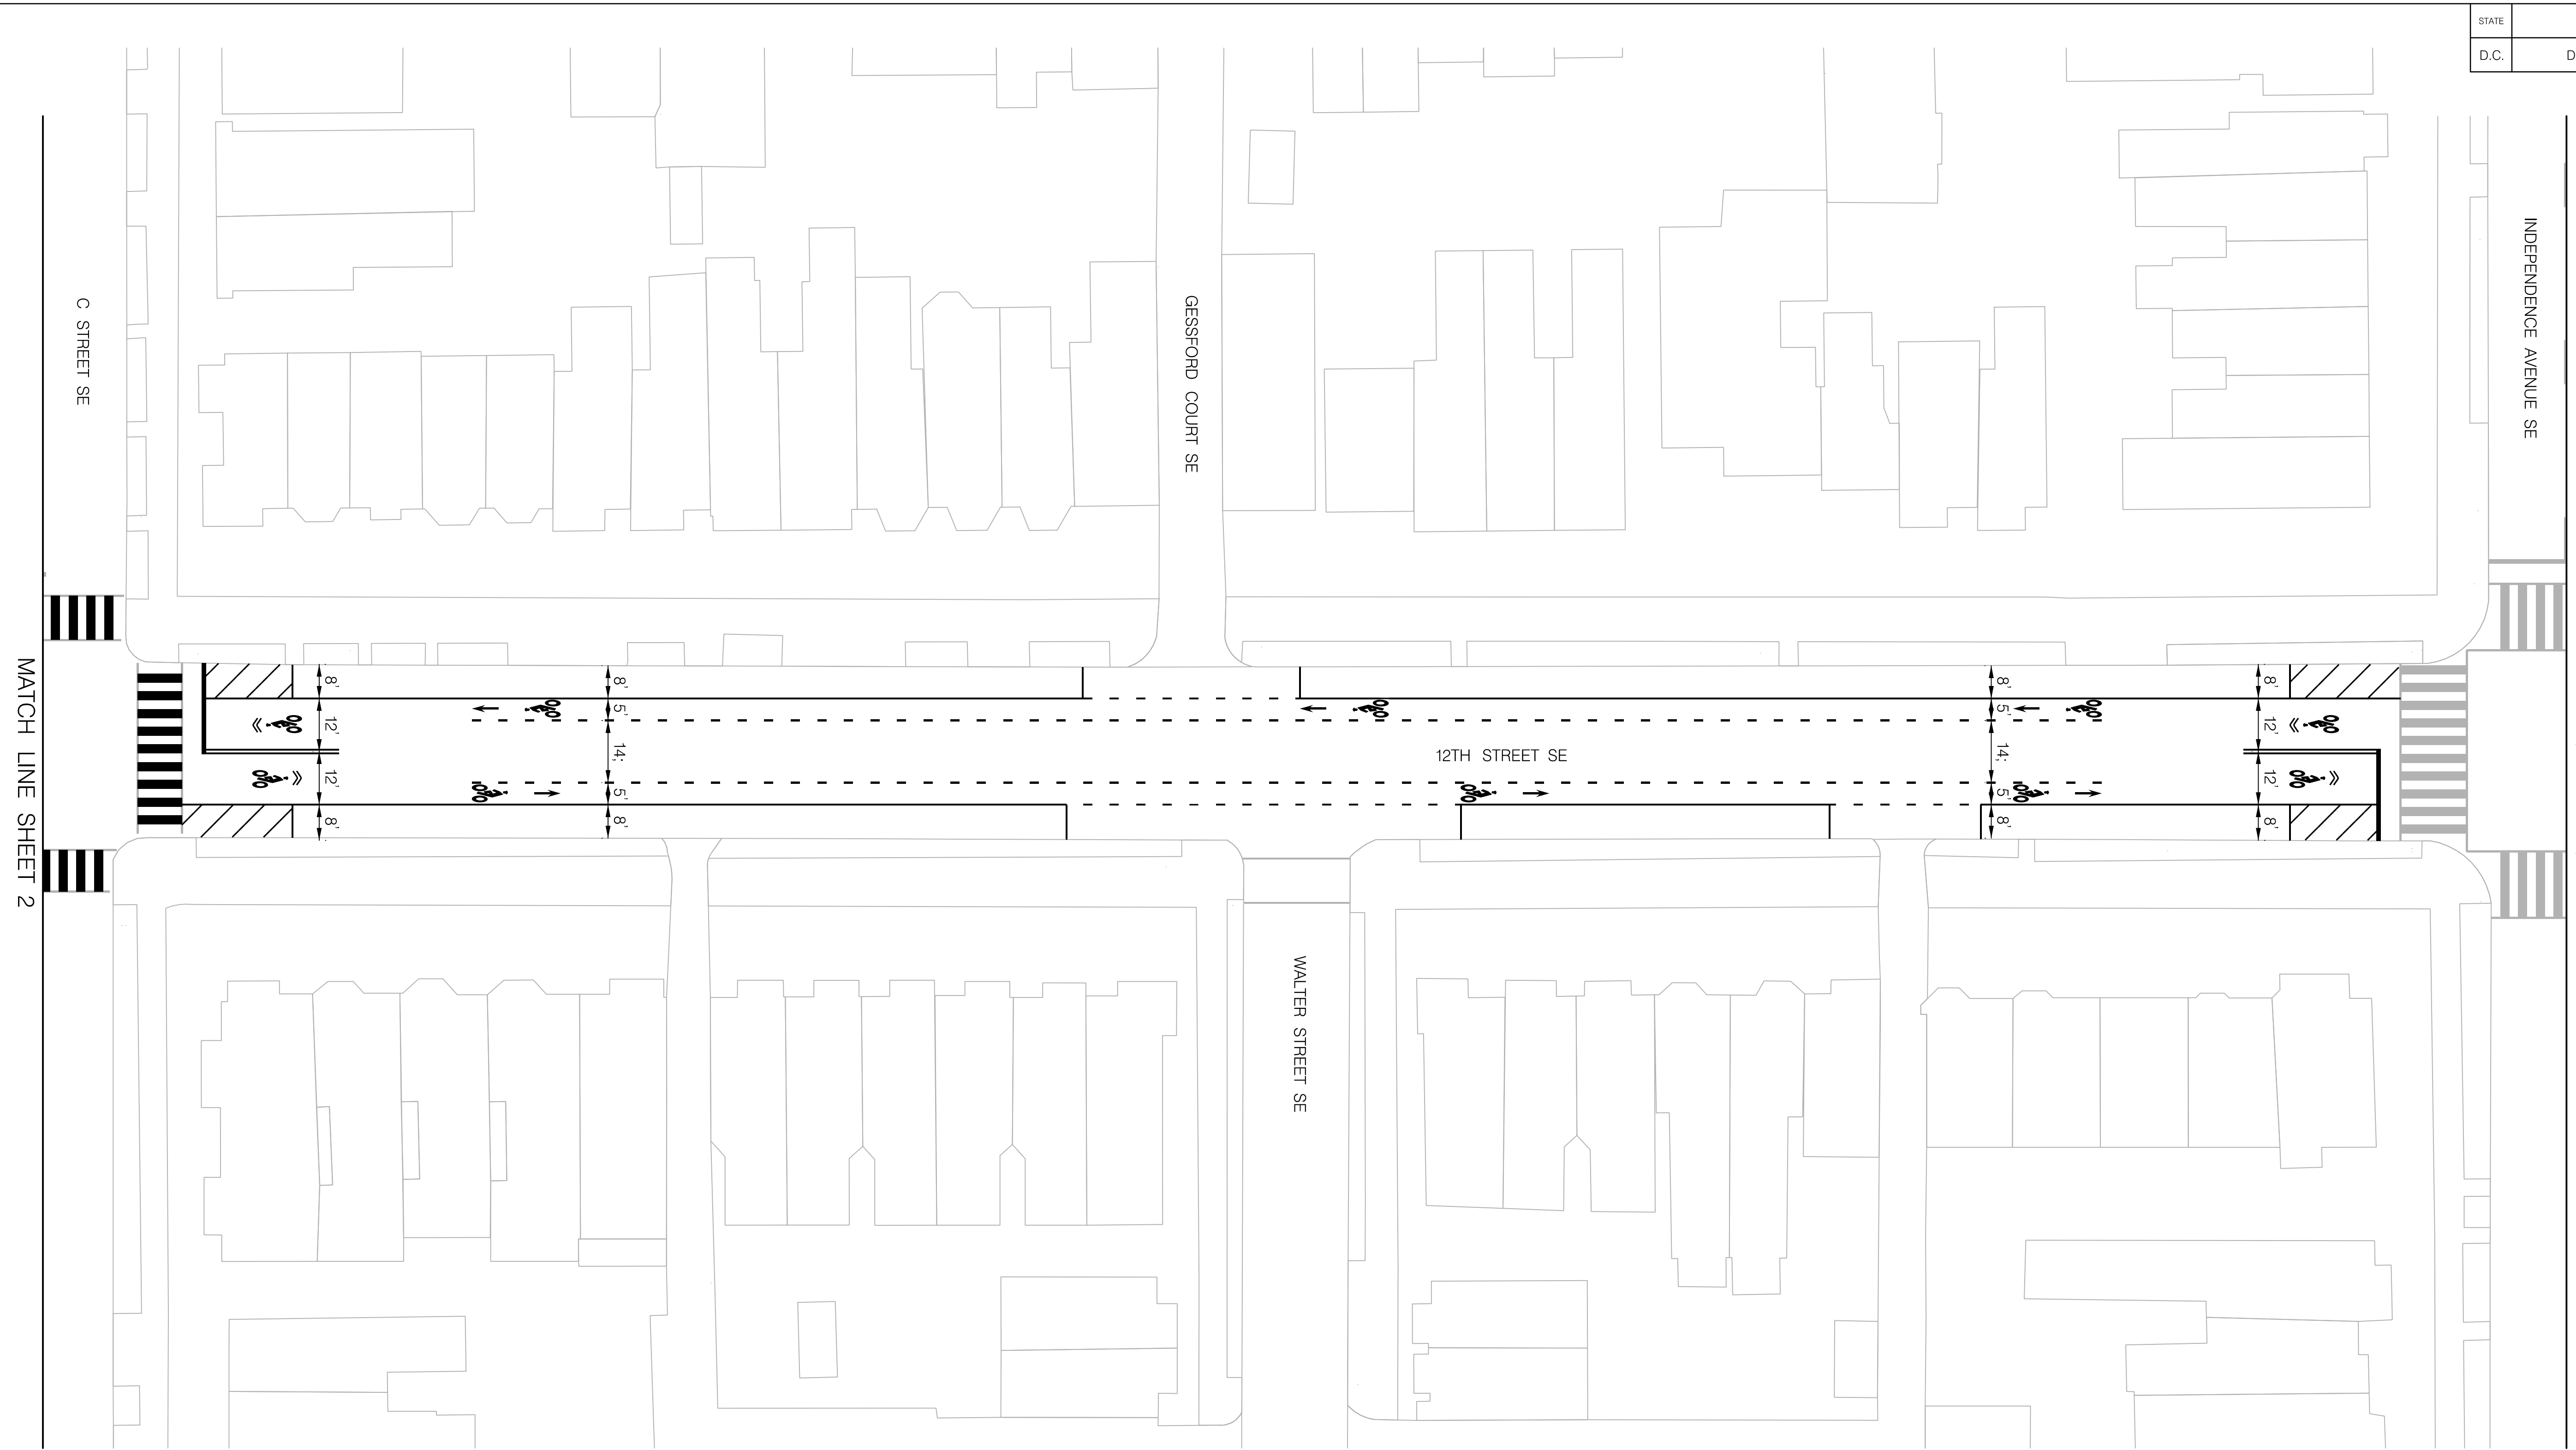 STATE
D.C.
D
INDEPENDENCE AVENUE SE
C STREET SE
GESSFORD COURT SE
8'
8'
8'
8'
12'
5'
5'
12'
14;
12TH STREET SE
14;
12'
5'
5'
12'
8'
8'
8'
8'
MATCH LINE SHEET 2
WALTER STREET SE